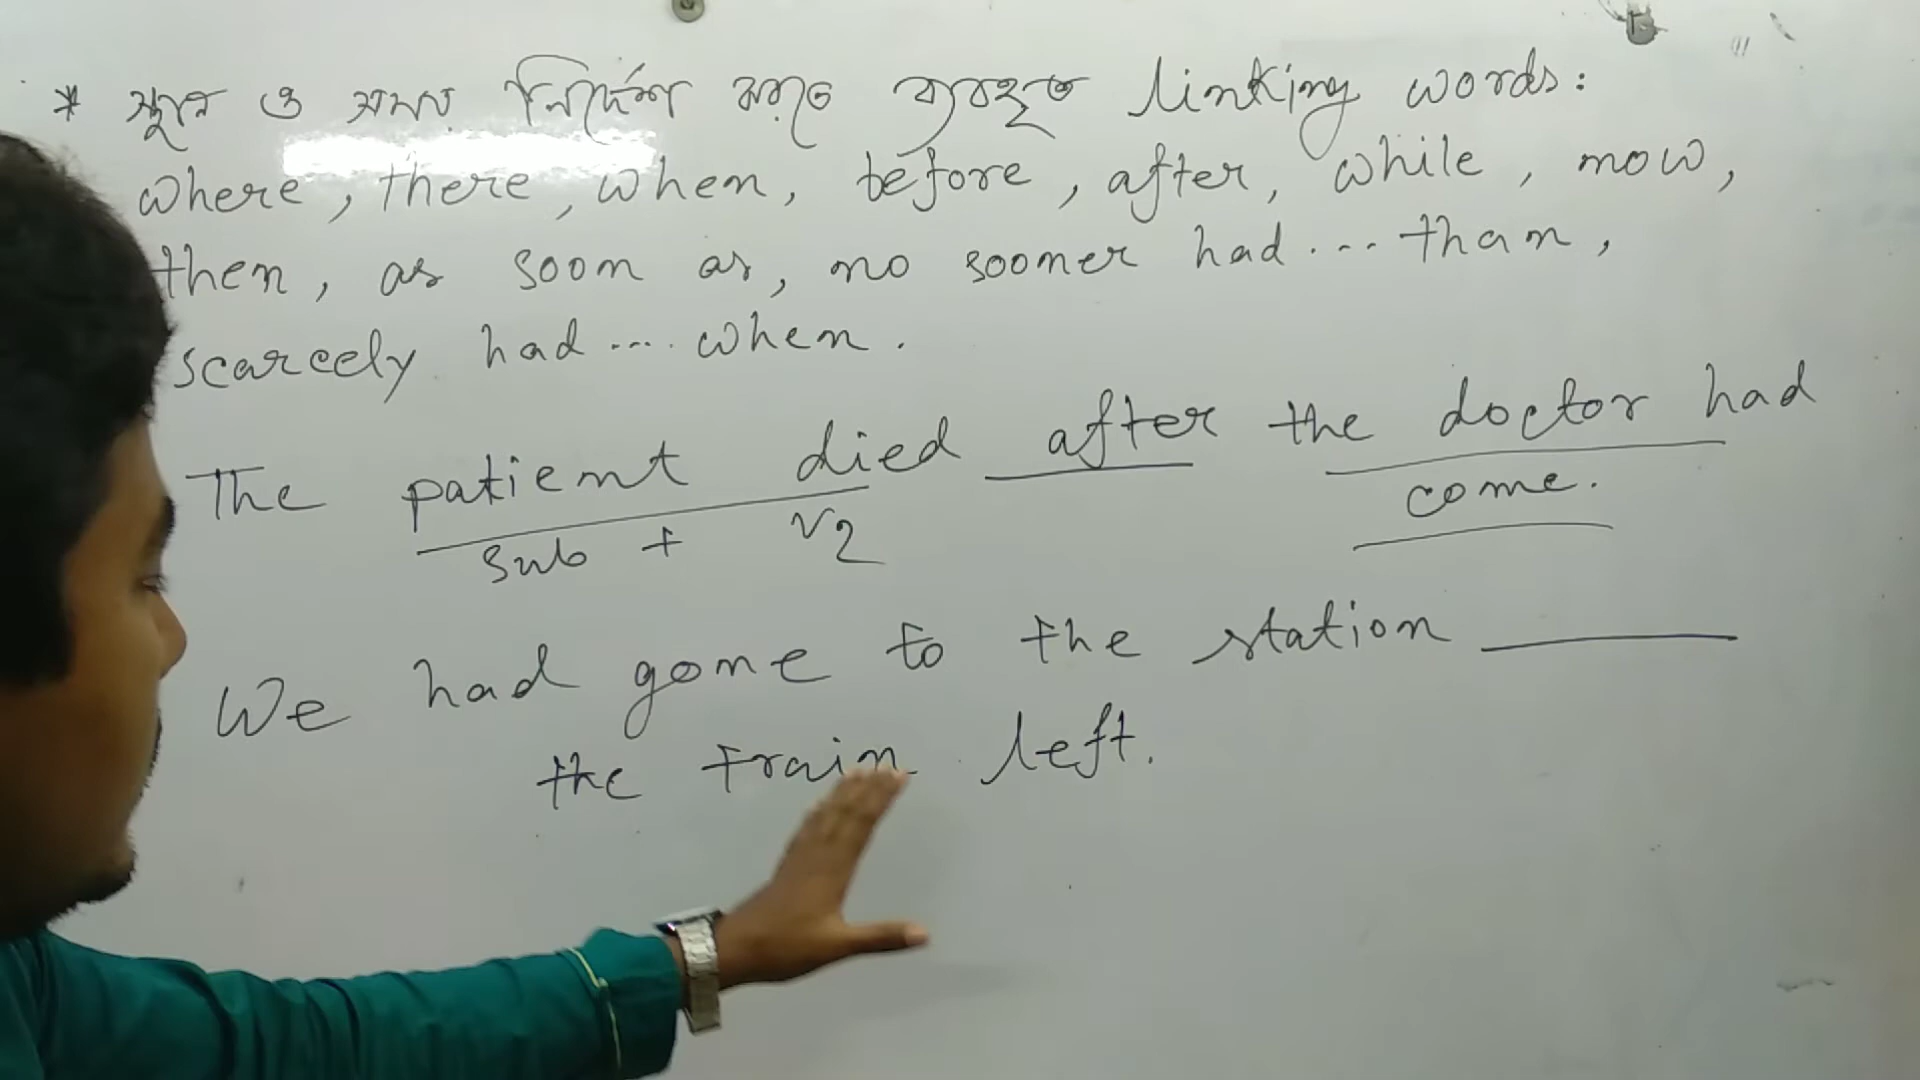 * স্থান ও সময় নির্দেশ করতে ব্যবহৃত linking words:
where, there, when, before, after, while, now,
then, as soon as, no sooner had ... than,
scarcely had .... when.
The patient died after the doctor had
come.
sub + V2
We had gone to the station ______
the train left.